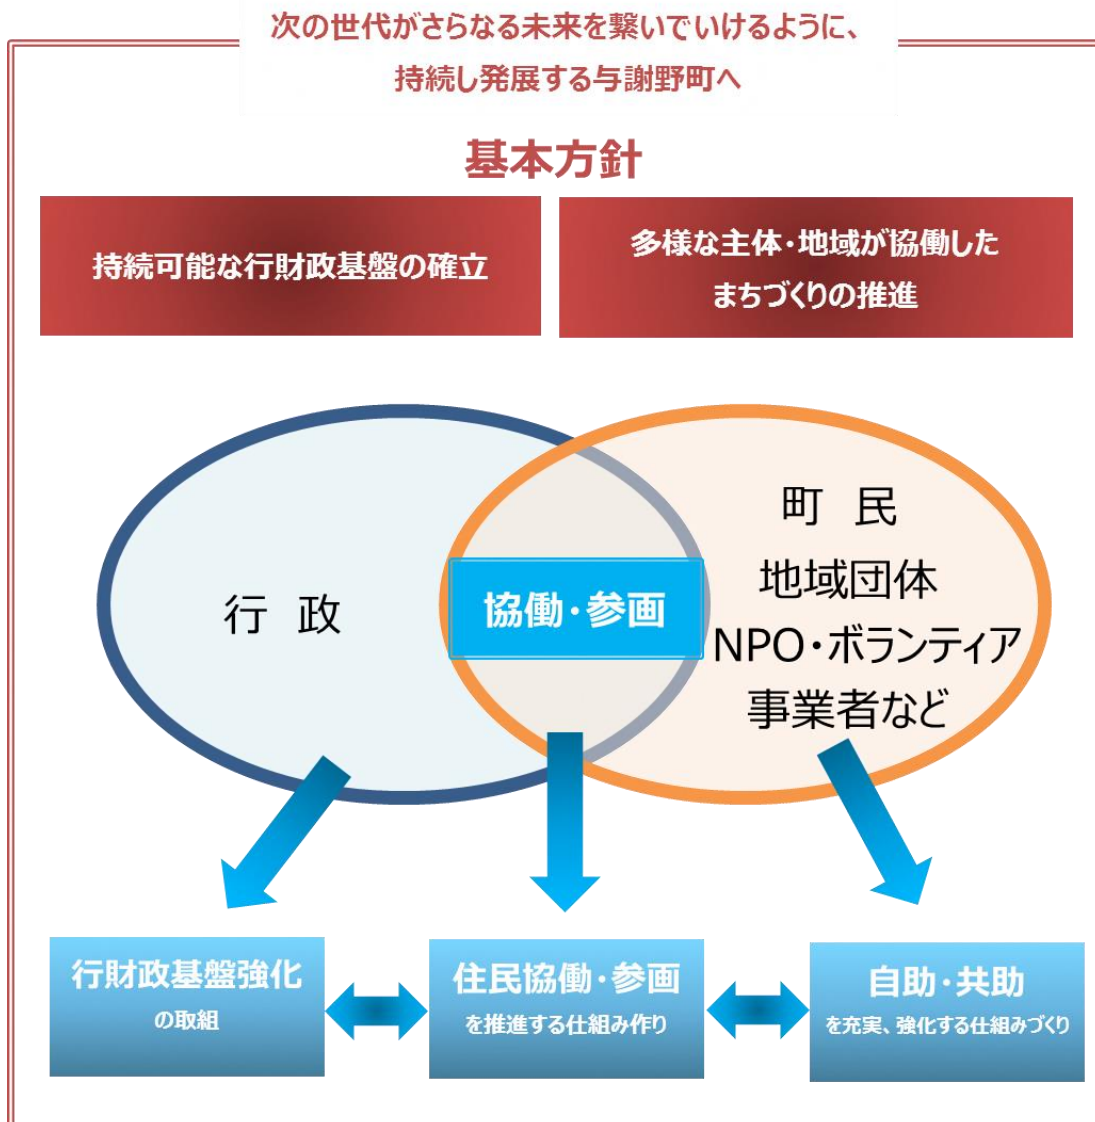 次の世代がさらなる未来を繋いでいけるように、
持続し発展する与謝野町へ
基本方針
持続可能な行財政基盤の確立
多様な主体・地域が協働した
まちづくりの推進
行 政
協働・参画
町 民
地域団体
NPO・ボランティア
事業者など
行財政基盤強化
の取組
住民協働・参画
を推進する仕組み作り
自助・共助
を充実、強化する仕組みづくり